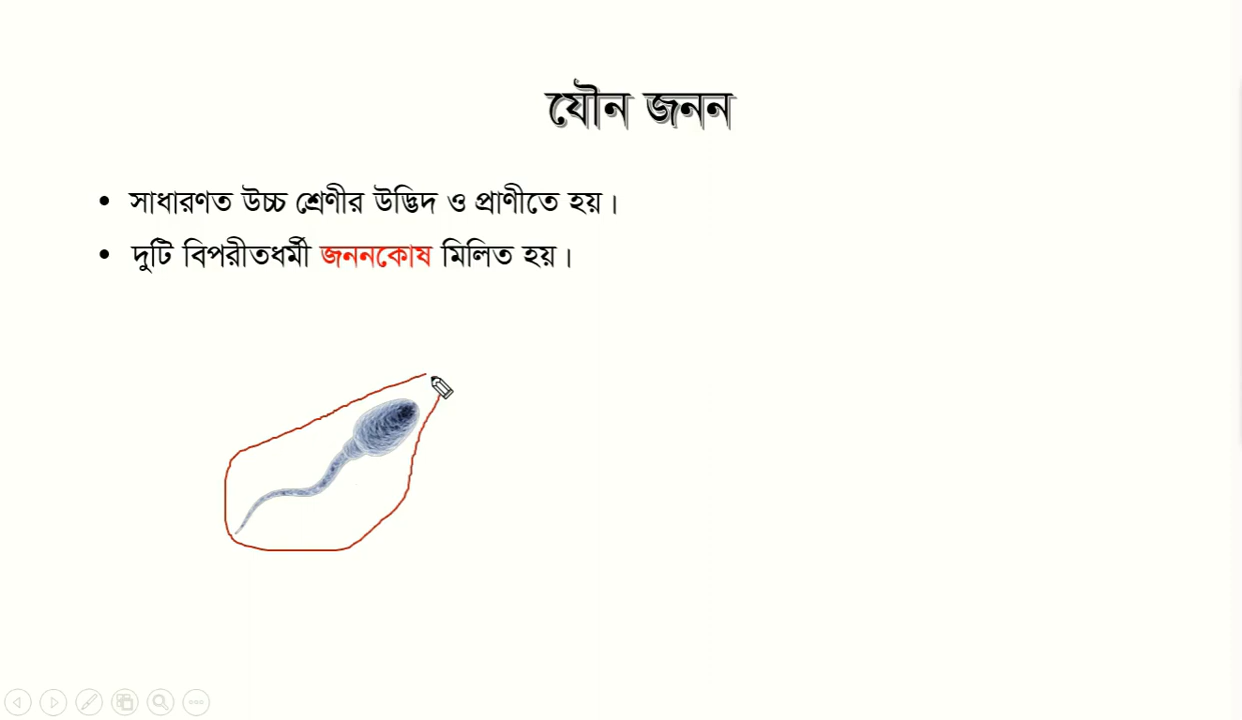 যৌন জনন
• সাধারণত উচ্চ শ্রেণীর উদ্ভিদ ও প্রাণীতে হয়।
• দুটি বিপরীতধর্মী জননকোষ মিলিত হয়।